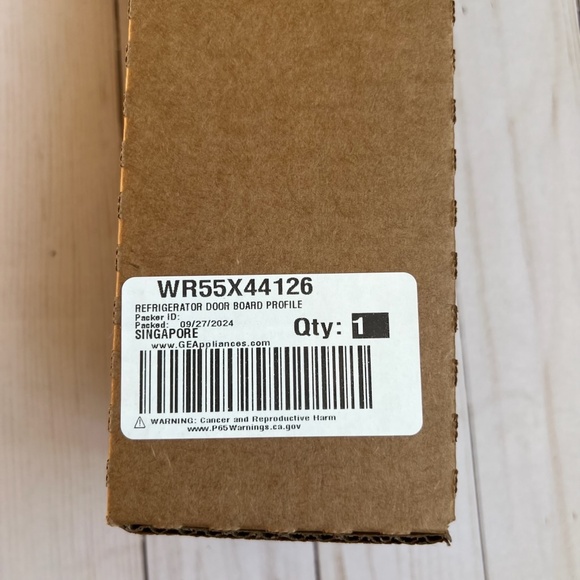 WR55X44126
REFRIGERATOR DOOR BOARD PROFILE
Packer ID:
Packed: 09/27/2024
SINGAPORE
Qty: 1
www.GEAppliances.com
WARNING: Cancer and Reproductive Harm
www.P65Warnings.ca.gov